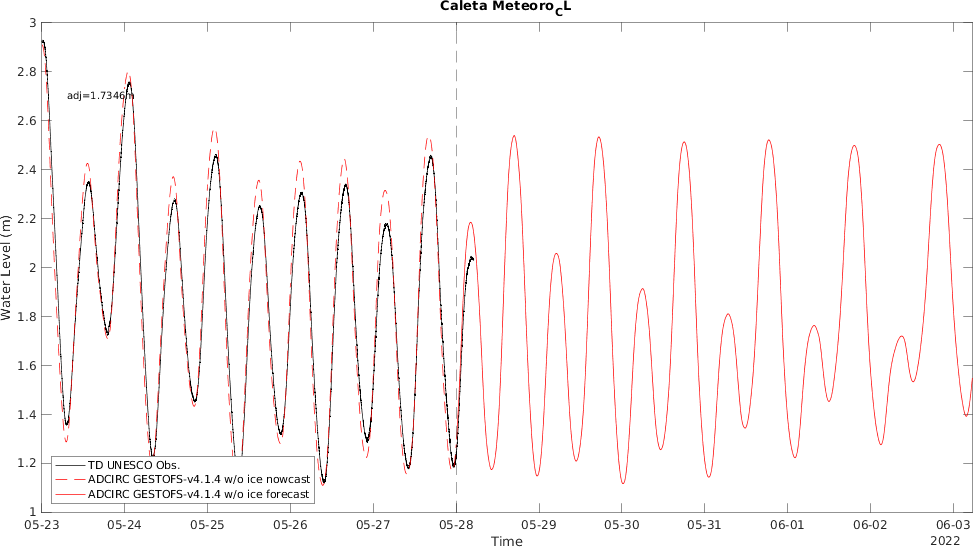 Caleta Meteoro_CL
3
2.8
adj=1.7346m
2.6
2.4
2.2
2
1.8
1.6
1.4
1.2
1
Water Level (m)
TD UNESCO Obs.
ADCIRC GESTOFS-v4.1.4 w/o ice nowcast
ADCIRC GESTOFS-v4.1.4 w/o ice forecast
05-23 05-24 05-25 05-26 05-27 05-28 05-29 05-30 05-31 06-01 06-02 06-03
Time
2022